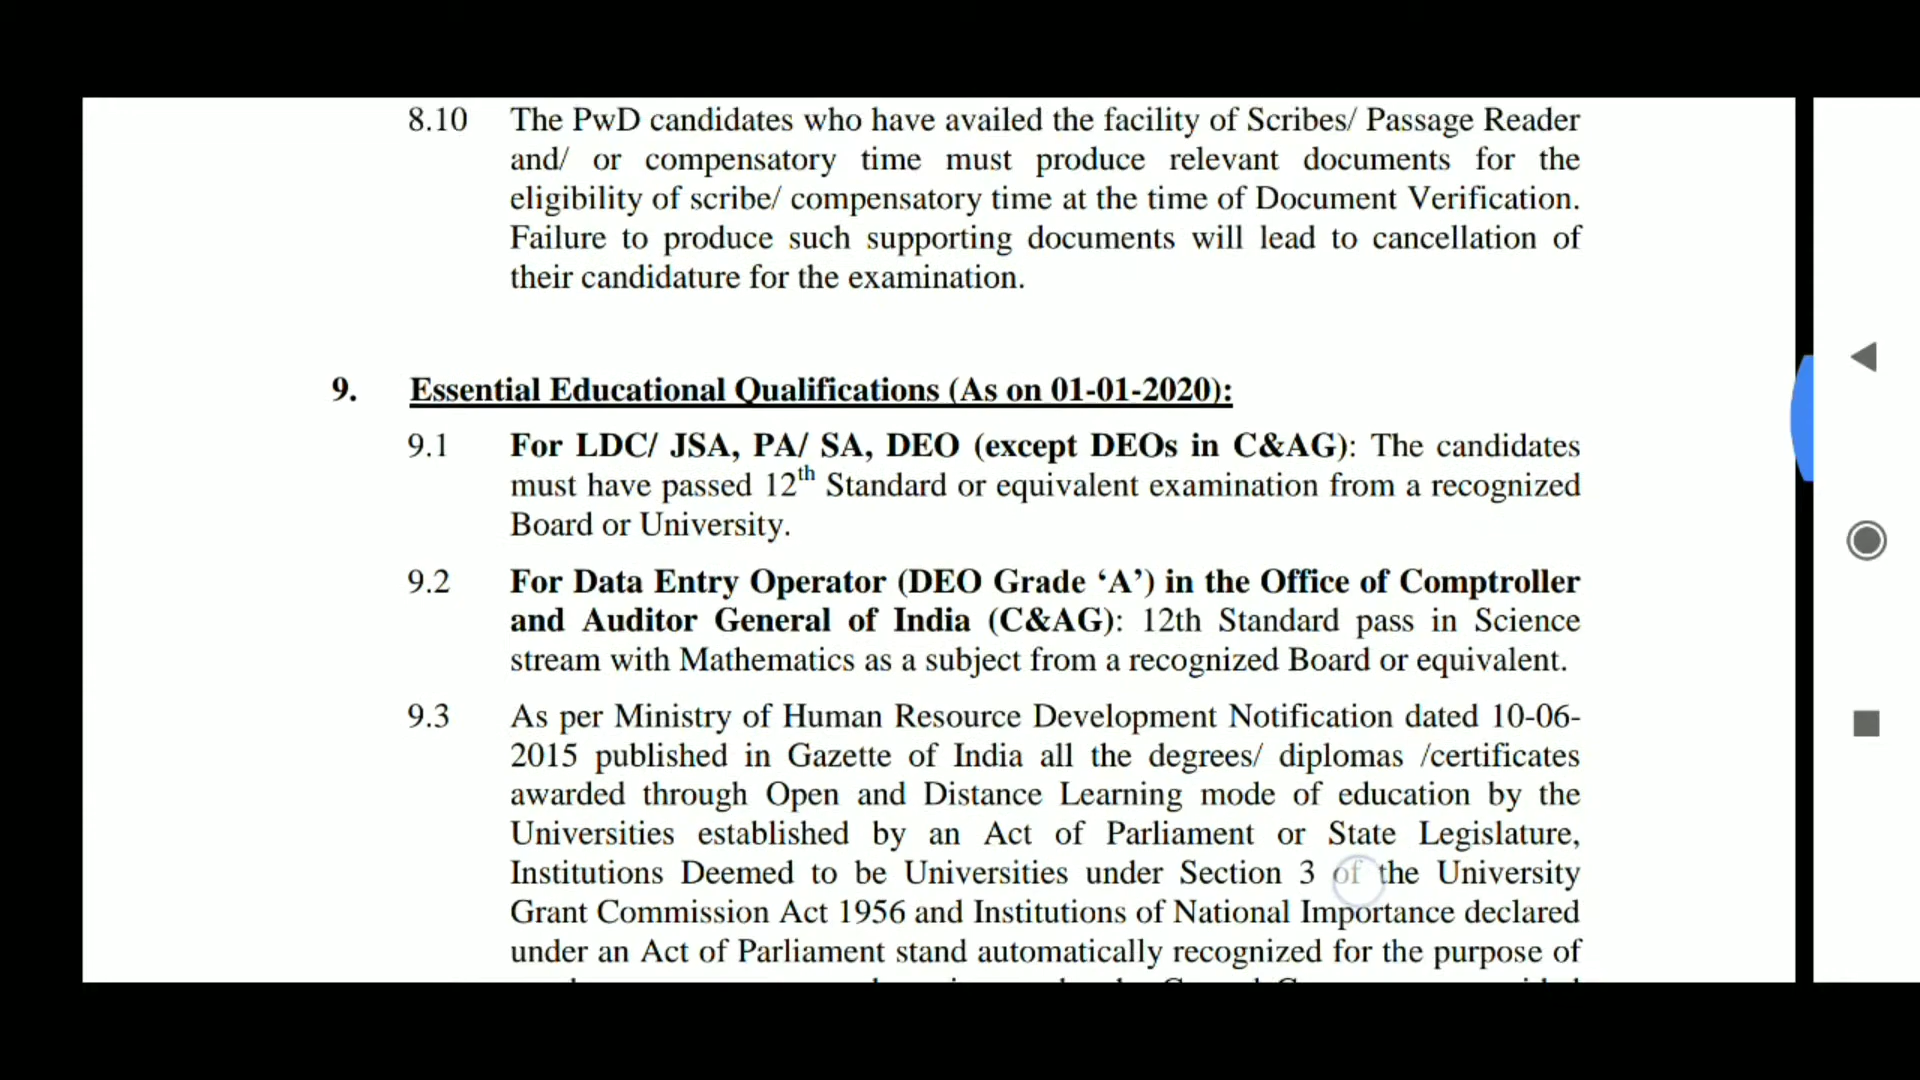 8.10 The PwD candidates who have availed the facility of Scribes/ Passage Reader
and/ or compensatory time must produce relevant documents for the
eligibility of scribe/ compensatory time at the time of Document Verification.
Failure to produce such supporting documents will lead to cancellation of
their candidature for the examination.
9. Essential Educational Qualifications (As on 01-01-2020):
9.1 For LDC/ JSA, PA/ SA, DEO (except DEOs in C&AG): The candidates
must have passed 12th Standard or equivalent examination from a recognized
Board or University.
9.2 For Data Entry Operator (DEO Grade ‘A’) in the Office of Comptroller
and Auditor General of India (C&AG): 12th Standard pass in Science
stream with Mathematics as a subject from a recognized Board or equivalent.
9.3 As per Ministry of Human Resource Development Notification dated 10-06-
2015 published in Gazette of India all the degrees/ diplomas /certificates
awarded through Open and Distance Learning mode of education by the
Universities established by an Act of Parliament or State Legislature,
Institutions Deemed to be Universities under Section 3 of the University
Grant Commission Act 1956 and Institutions of National Importance declared
under an Act of Parliament stand automatically recognized for the purpose of